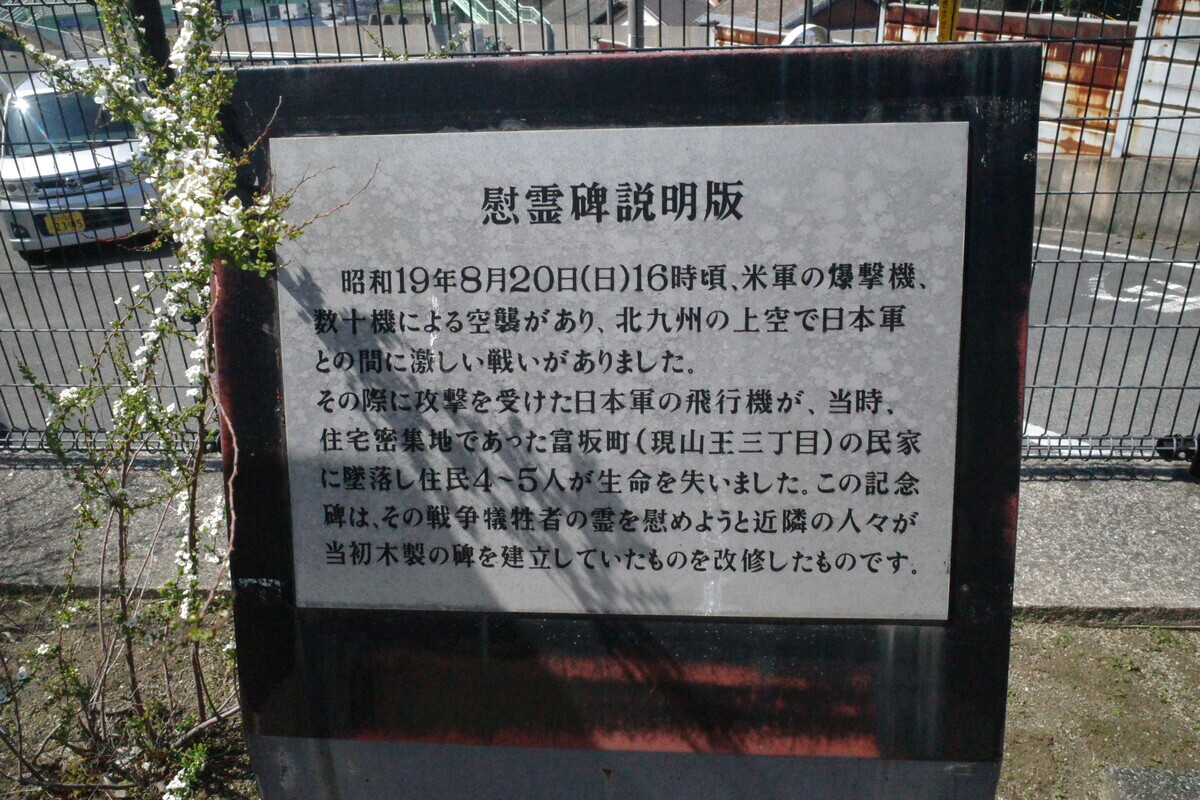 慰霊碑説明版
昭和19年8月20日(日)16時頃、米軍の爆撃機、
数十機による空襲があり、北九州の上空で日本軍
との間に激しい戦いがありました。
その際に攻撃を受けた日本軍の飛行機が、当時、
住宅密集地であった富坂町(現山王三丁目)の民家
に墜落し住民4~5人が生命を失いました。この記念
碑は、その戦争犠牲者の霊を慰めようと近隣の人々が
当初木製の碑を建立していたものを改修したものです。